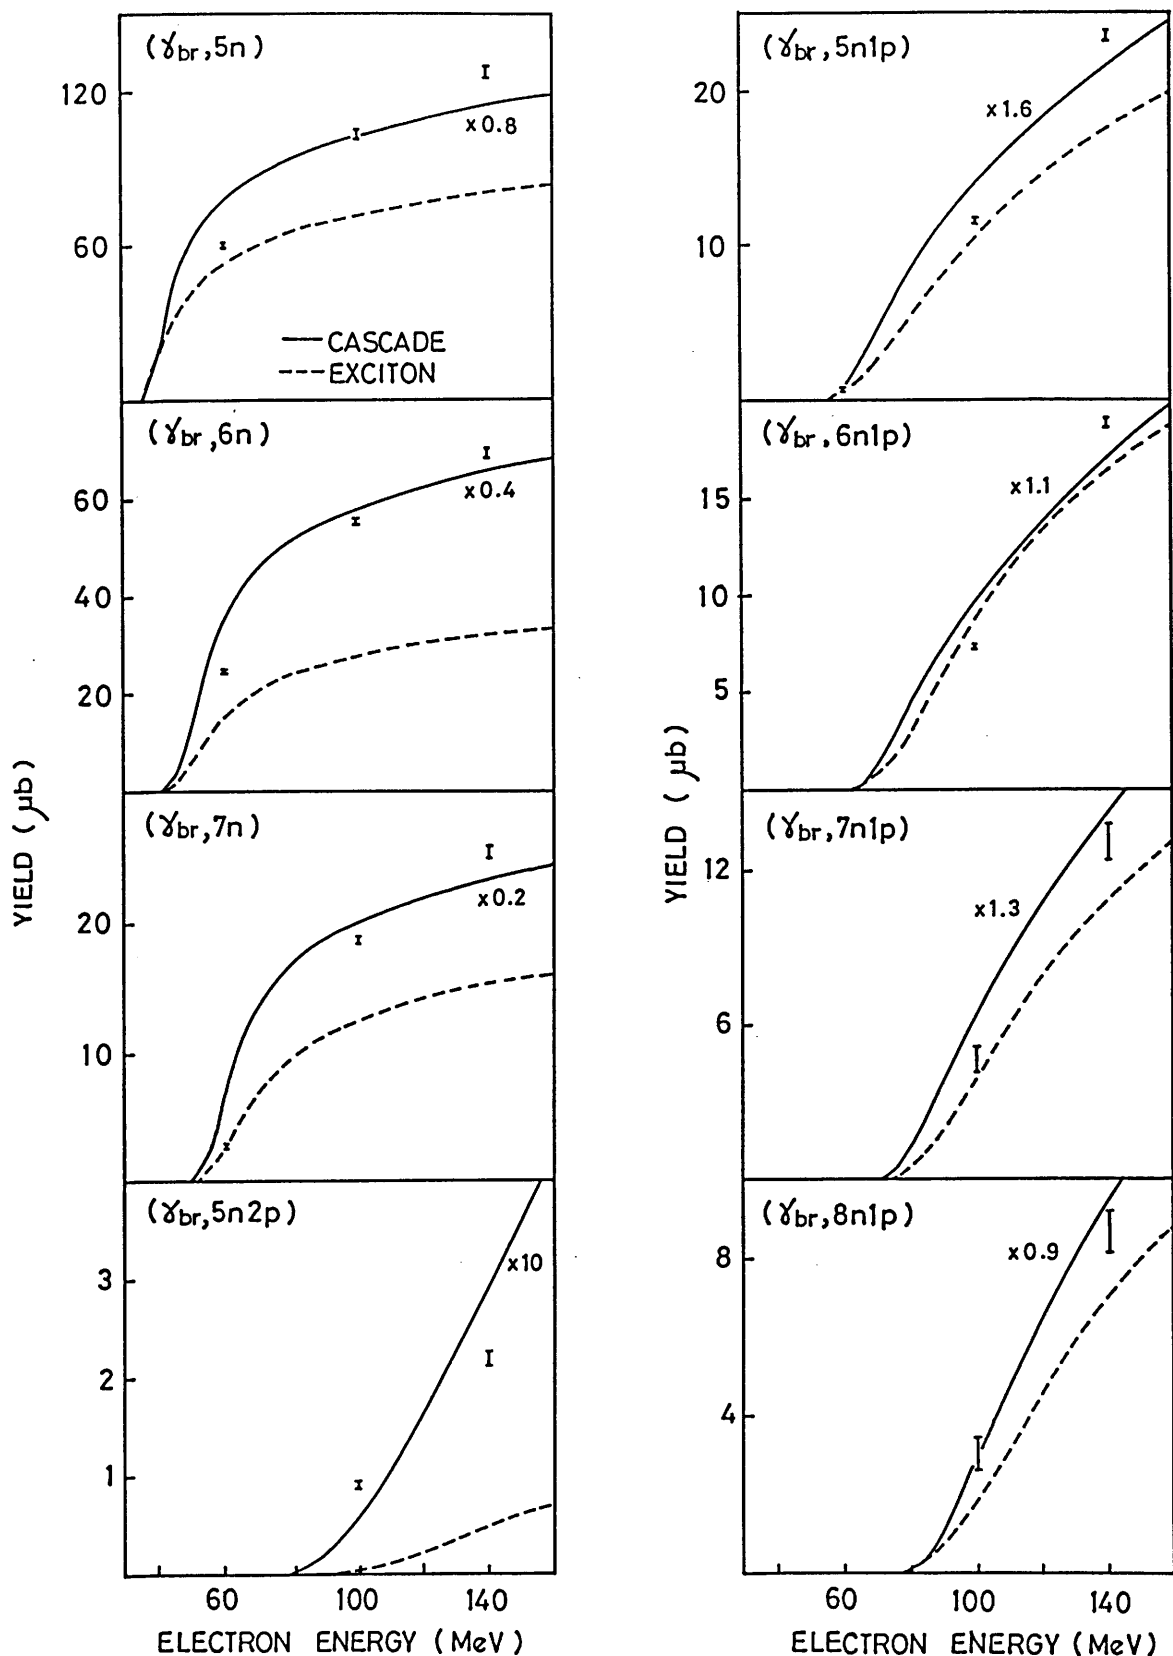 (γbr,5n)
120
60
x0.8
CASCADE
EXCITON
(γbr,6n)
60
40
20
x0.4
(γbr,7n)
20
10
x0.2
(γbr,5n2p)
3
2
1
x10
60 100 140
ELECTRON ENERGY (MeV)
YIELD (μb)
(γbr,5n1p)
20
10
x1.6
(γbr,6n1p)
15
10
5
x1.1
(γbr,7n1p)
12
6
x1.3
(γbr,8n1p)
8
4
x0.9
60 100 140
ELECTRON ENERGY (MeV)
YIELD (μb)